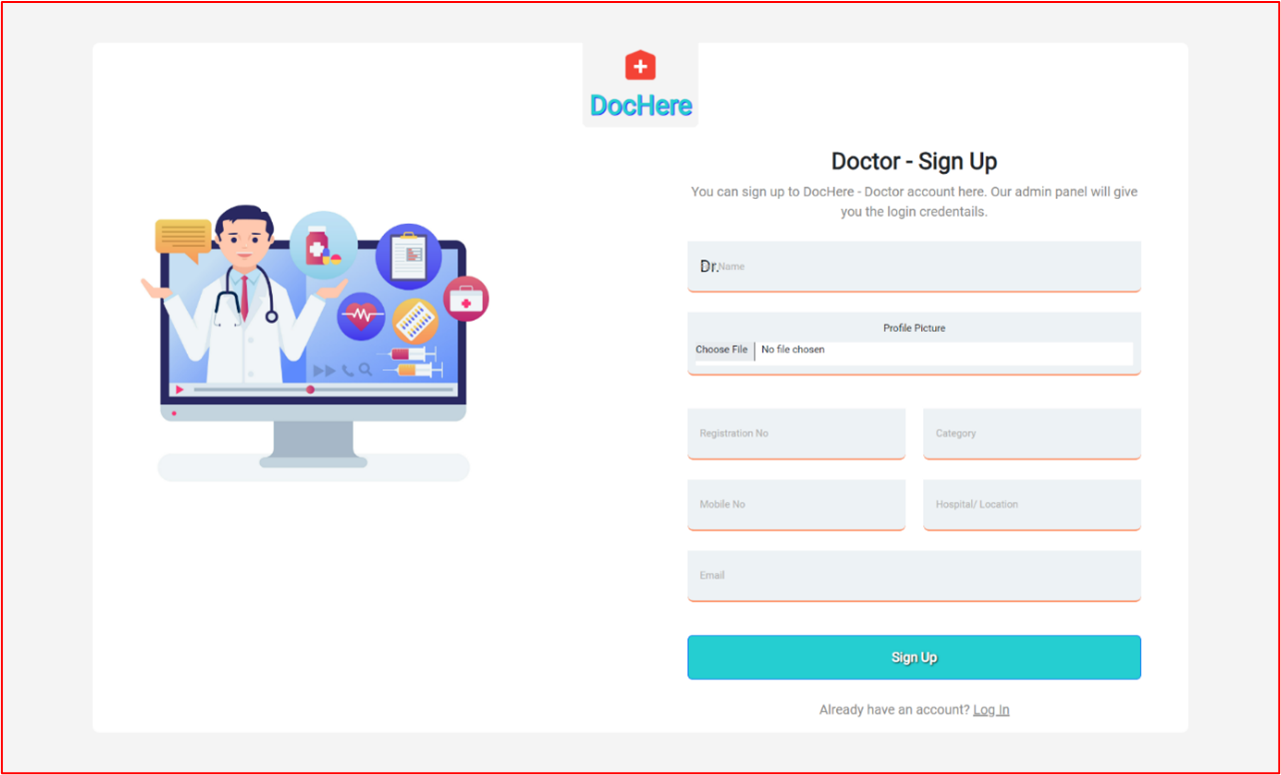 DocHere
Doctor - Sign Up
You can sign up to DocHere - Doctor account here. Our admin panel will give
you the login credentails.
Dr. Name
Profile Picture
Choose File No file chosen
Registration No Category
Mobile No Hospital/ Location
Email
Sign Up
Already have an account? Log In